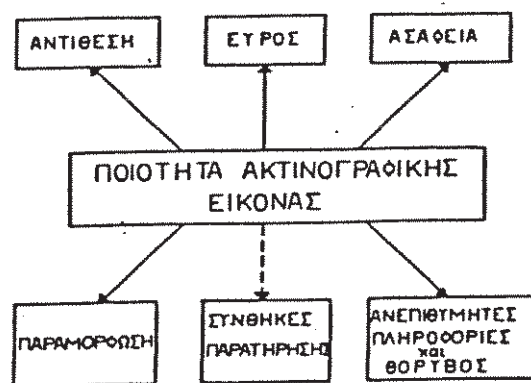 ΑΝΤΙΘΕΣΗ
ΕΥΡΟΣ
ΑΣΑΦΕΙΑ
ΠΟΙΟΤΗΤΑ ΑΚΤΙΝΟΓΡΑΦΙΚΗΣ
ΕΙΚΟΝΑΣ
ΠΑΡΑΜΟΡΦΩΣΗ
ΣΥΝΘΗΚΕΣ
ΠΑΡΑΤΗΡΗΣΗΣ
ΑΝΕΠΙΘΥΜΗΤΕΣ
ΠΛΗΡΟΦΟΡΙΕΣ
και
ΘΟΡΥΒΟΣ